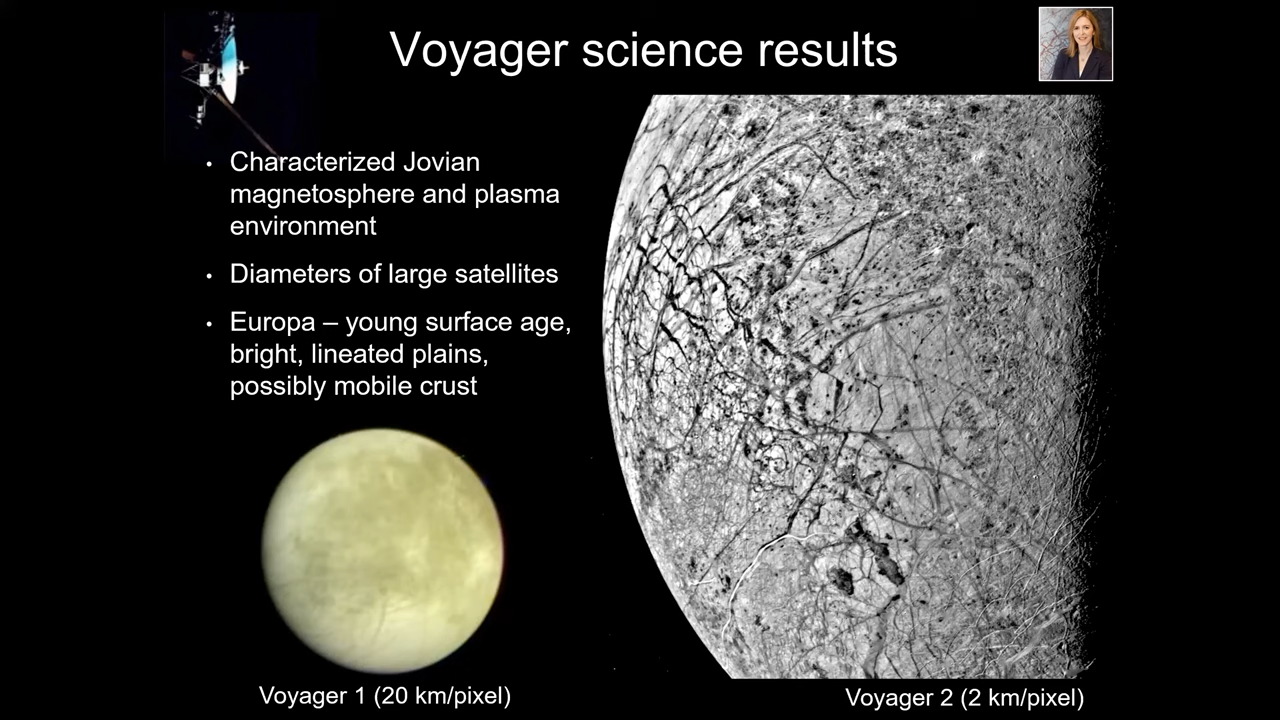 Voyager science results
• Characterized Jovian
magnetosphere and plasma
environment
• Diameters of large satellites
• Europa – young surface age,
bright, lineated plains,
possibly mobile crust
Voyager 1 (20 km/pixel)
Voyager 2 (2 km/pixel)